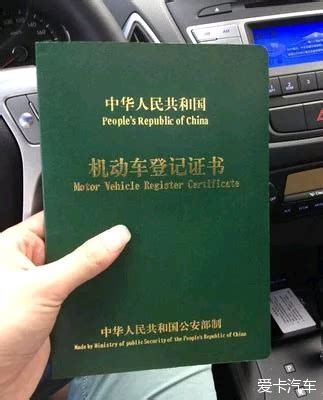 中华人民共和国
People's Republic of China
机动车登记证书
Motor Vehicle Register Certificate
中华人民共和国公安部制
Made by Ministry of public Security of the People's Republic of China
爱卡汽车